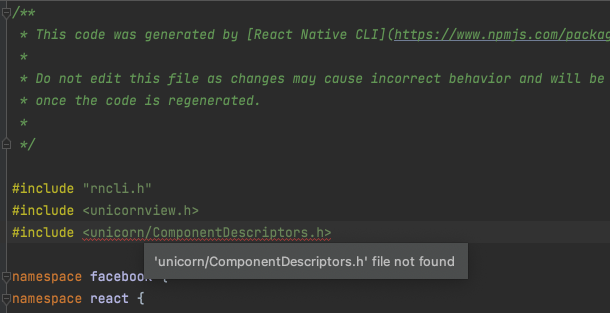 /**
* This code was generated by [React Native CLI](https://www.npmjs.com/packag
*
* Do not edit this file as changes may cause incorrect behavior and will be
* once the code is regenerated.
*
*/
#include "rncli.h"
#include <unicornview.h>
#include <unicorn/ComponentDescriptors.h>
'unicorn/ComponentDescriptors.h' file not found
namespace facebook {
namespace react {